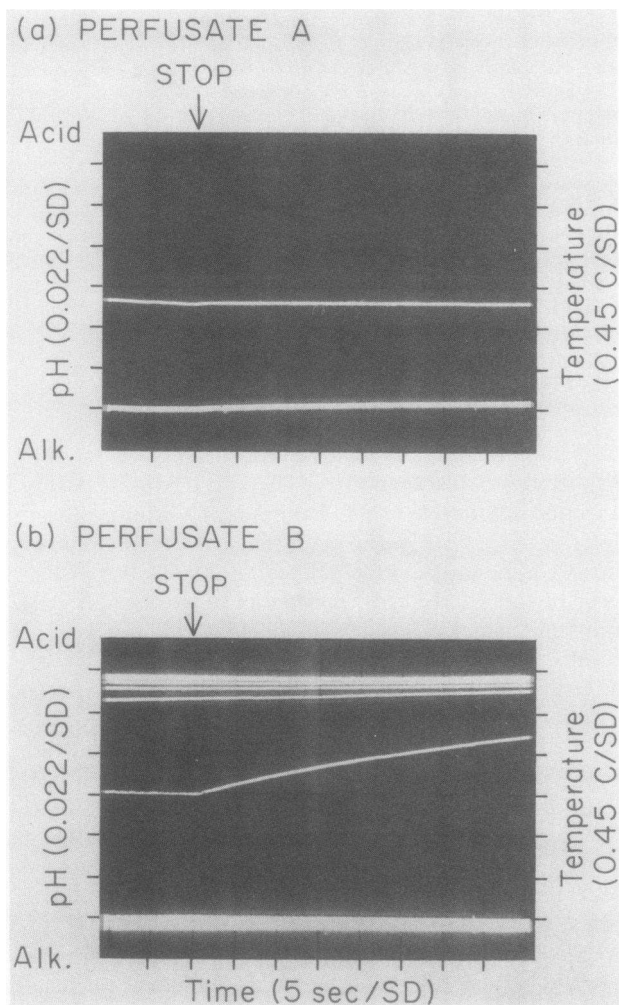 (a) PERFUSATE A
STOP
Acid
pH (0.022/SD)
Temperature
(0.45 C/SD)
Alk.
(b) PERFUSATE B
STOP
Acid
pH (0.022/SD)
Temperature
(0.45 C/SD)
Alk.
Time (5 sec/SD)